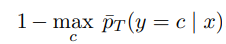 1 − max_c p̄_T(y = c | x)